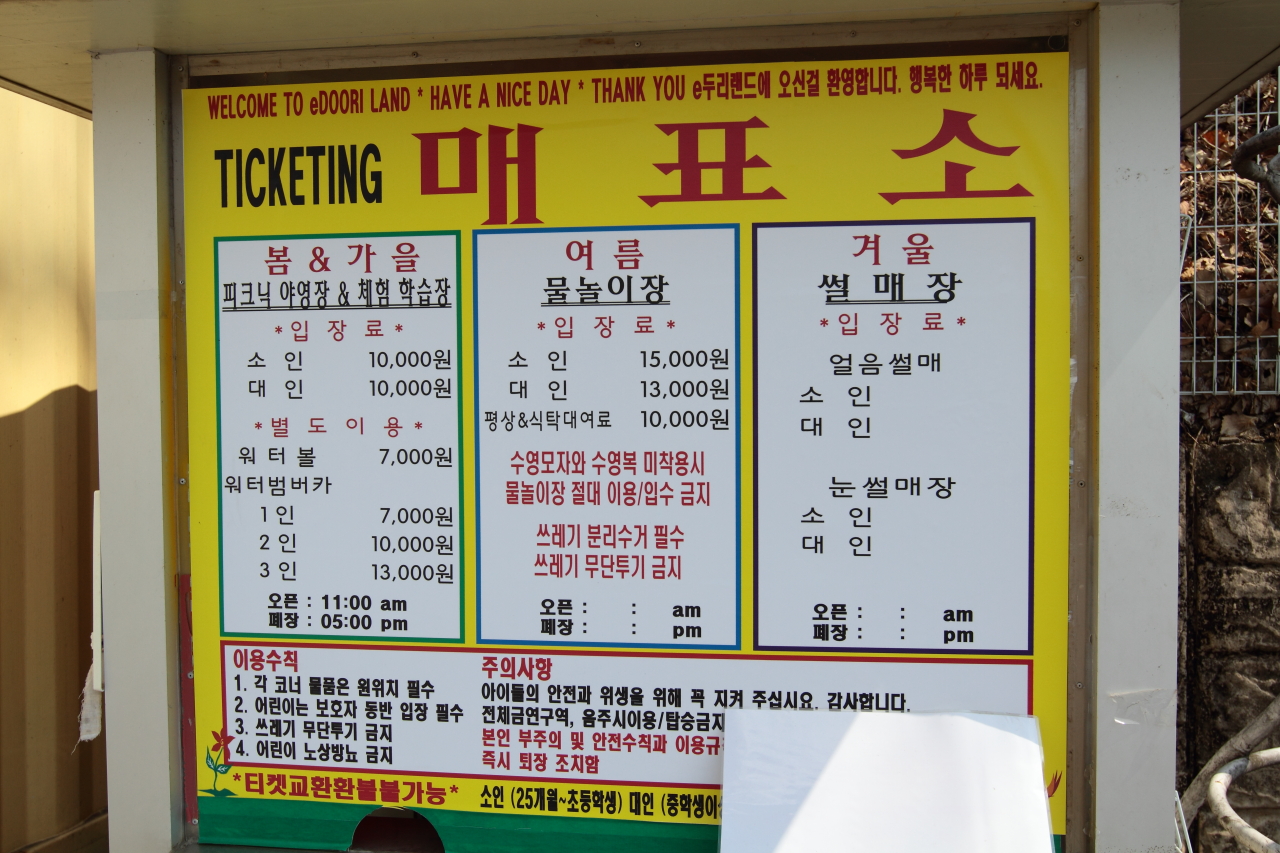 WELCOME TO eDOORI LAND * HAVE A NICE DAY * THANK YOU e두리랜드에 오신걸 환영합니다. 행복한 하루 되세요.
TICKETING 매 표 소
봄 & 가 을
피크닉 야영장 & 체험 학습장
* 입 장 료 *
소 인 10,000원
대 인 10,000원
* 별 도 이 용 *
워 터 볼 7,000원
워터범버카
1 인 7,000원
2 인 10,000원
3 인 13,000원
오픈 : 11:00 am
폐장 : 05:00 pm
여 름
물놀이장
* 입 장 료 *
소 인 15,000원
대 인 13,000원
평상&식탁대여료 10,000원
수영모자와 수영복 미착용시
물놀이장 절대 이용/입수 금지
쓰레기 분리수거 필수
쓰레기 무단투기 금지
오픈 : : am
폐장 : : pm
겨 울
썰 매 장
* 입 장 료 *
얼음썰매
소 인
대 인
눈썰매장
소 인
대 인
오픈 : : am
폐장 : : pm
이용수칙
1. 각 코너 물품은 원위치 필수
2. 어린이는 보호자 동반 입장 필수
3. 쓰레기 무단투기 금지
4. 어린이 노상방뇨 금지
주의사항
아이들의 안전과 위생을 위해 꼭 지켜 주십시요. 감사합니다.
전체금연구역, 음주시이용/탑승금지
본인 부주의 및 안전수칙과 이용규
즉시 퇴장 조치함
*티켓교환환불불가능*
소인 (25개월~초등학생) 대인 (중학생이상